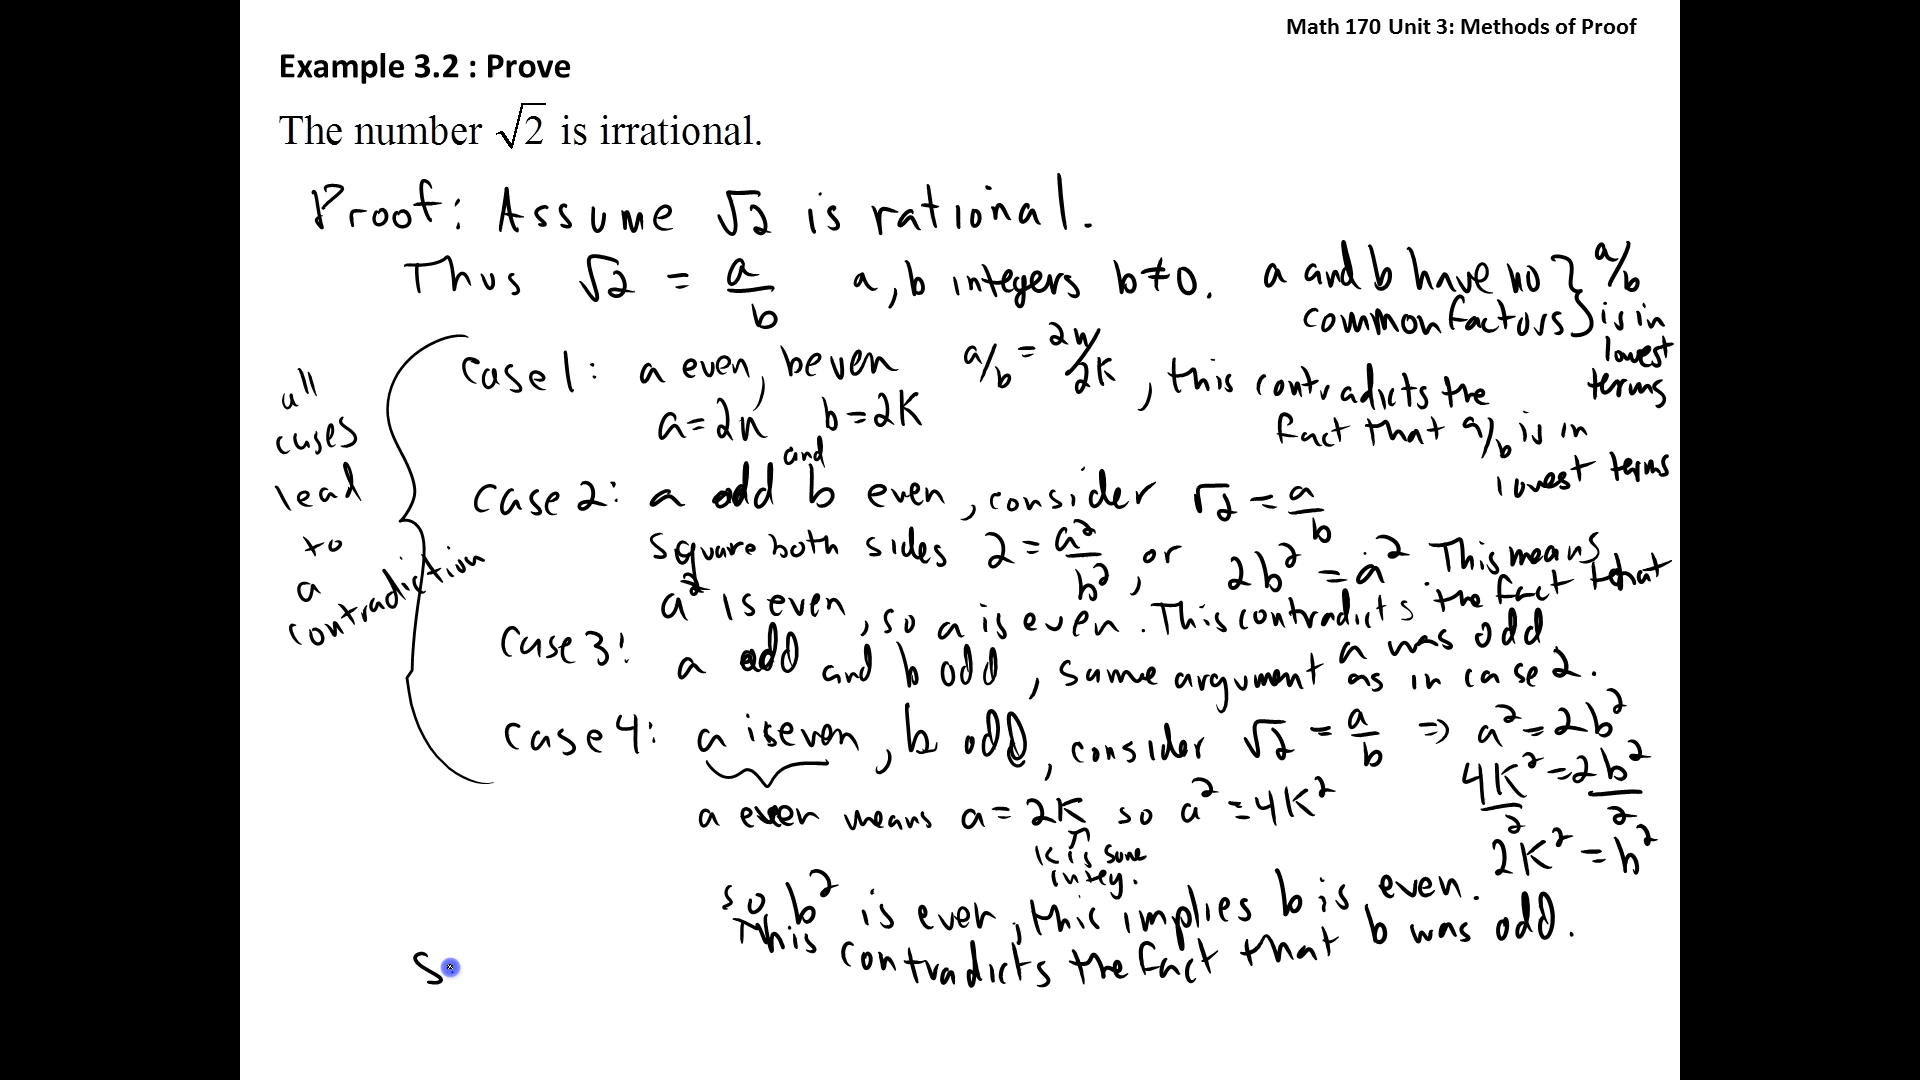 Math 170 Unit 3: Methods of Proof
Example 3.2 : Prove
The number √2 is irrational.
Proof: Assume √2 is rational.
Thus √2 = a/b a, b integers b≠0. a and b have no common factors } a/b is in lowest terms
all cases lead to a contradiction
case 1: a even, b even a/b = 2n/2K, this contradicts the
a=2n b=2K fact that a/b is in
lowest terms
case 2: a odd and b even, consider √2 = a/b
square both sides 2 = a²/b², or 2b² = a² This means
a² is even, so a is even. This contradicts the fact that
a was odd.
case 3: a odd and b odd, same argument as in case 2.
case 4: a is even, b odd, consider √2 = a/b ⇒ a² = 2b²
4K²/2 = 2b²/2
a even means a = 2K so a² = 4K²
2K² = b²
K is some
integ.
so b² is even, this implies b is even.
This contradicts the fact that b was odd.
S